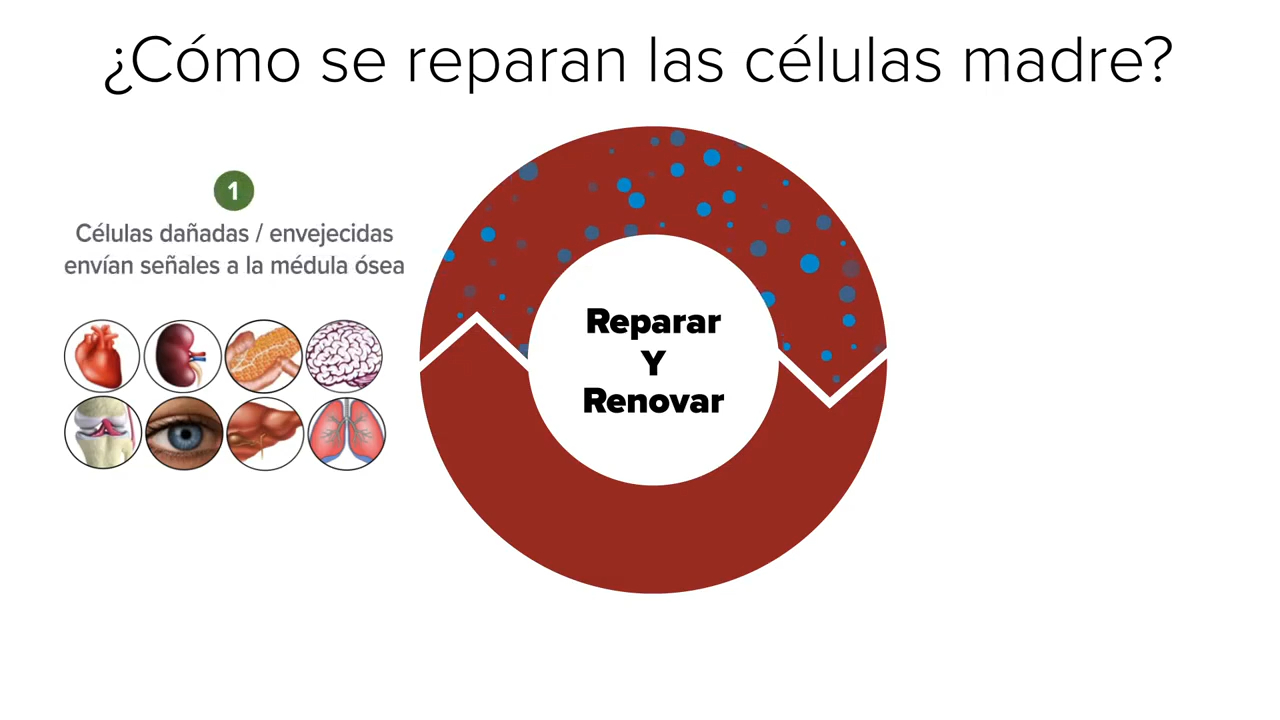 ¿Cómo se reparan las células madre?
1
Células dañadas / envejecidas
envían señales a la médula ósea
Reparar
Y
Renovar